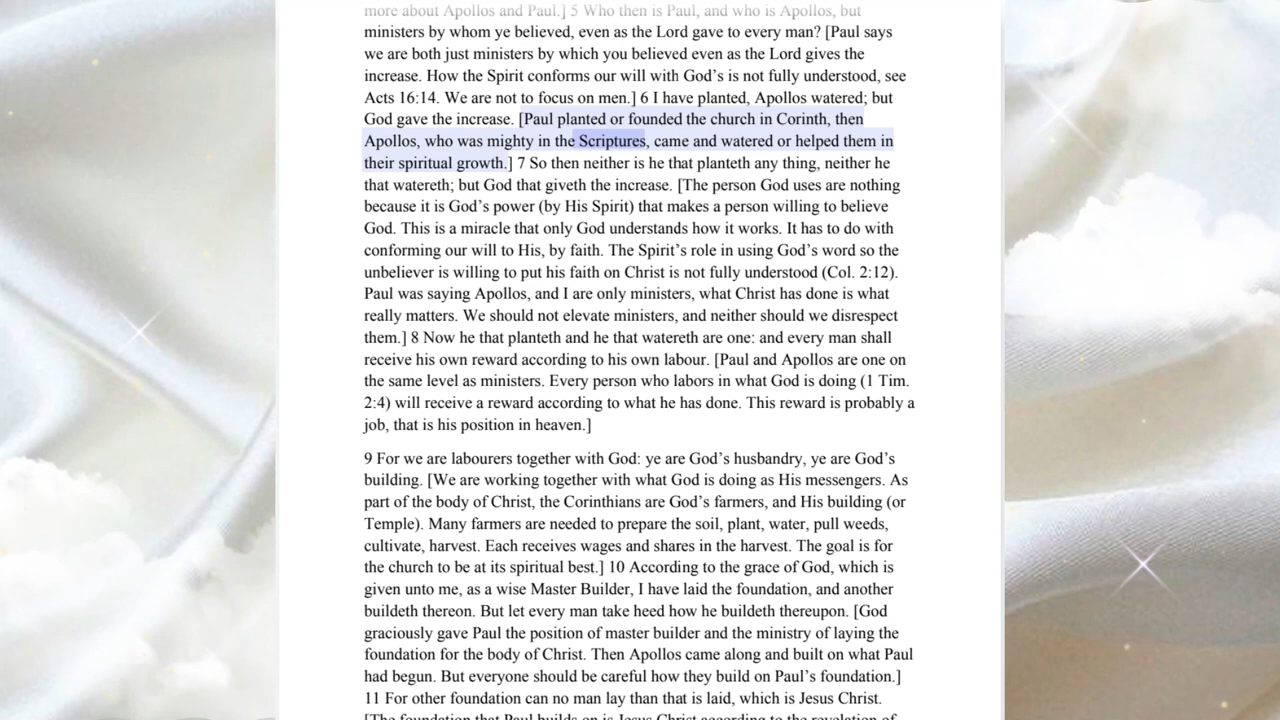 more about Apollos and Paul.] 5 Who then is Paul, and who is Apollos, but
ministers by whom ye believed, even as the Lord gave to every man? [Paul says
we are both just ministers by which you believed even as the Lord gives the
increase. How the Spirit conforms our will with God’s is not fully understood, see
Acts 16:14. We are not to focus on men.] 6 I have planted, Apollos watered; but
God gave the increase. [Paul planted or founded the church in Corinth, then
Apollos, who was mighty in the Scriptures, came and watered or helped them in
their spiritual growth.] 7 So then neither is he that planteth any thing, neither he
that watereth; but God that giveth the increase. [The person God uses are nothing
because it is God’s power (by His Spirit) that makes a person willing to believe
God. This is a miracle that only God understands how it works. It has to do with
conforming our will to His, by faith. The Spirit’s role in using God’s word so the
unbeliever is willing to put his faith on Christ is not fully understood (Col. 2:12).
Paul was saying Apollos, and I are only ministers, what Christ has done is what
really matters. We should not elevate ministers, and neither should we disrespect
them.] 8 Now he that planteth and he that watereth are one: and every man shall
receive his own reward according to his own labour. [Paul and Apollos are one on
the same level as ministers. Every person who labors in what God is doing (1 Tim.
2:4) will receive a reward according to what he has done. This reward is probably a
job, that is his position in heaven.]
9 For we are labourers together with God: ye are God’s husbandry, ye are God’s
building. [We are working together with what God is doing as His messengers. As
part of the body of Christ, the Corinthians are God’s farmers, and His building (or
Temple). Many farmers are needed to prepare the soil, plant, water, pull weeds,
cultivate, harvest. Each receives wages and shares in the harvest. The goal is for
the church to be at its spiritual best.] 10 According to the grace of God, which is
given unto me, as a wise Master Builder, I have laid the foundation, and another
buildeth thereon. But let every man take heed how he buildeth thereupon. [God
graciously gave Paul the position of master builder and the ministry of laying the
foundation for the body of Christ. Then Apollos came along and built on what Paul
had begun. But everyone should be careful how they build on Paul’s foundation.]
11 For other foundation can no man lay than that is laid, which is Jesus Christ.
[The foundation that Paul builds on is Jesus Christ according to the revelation of